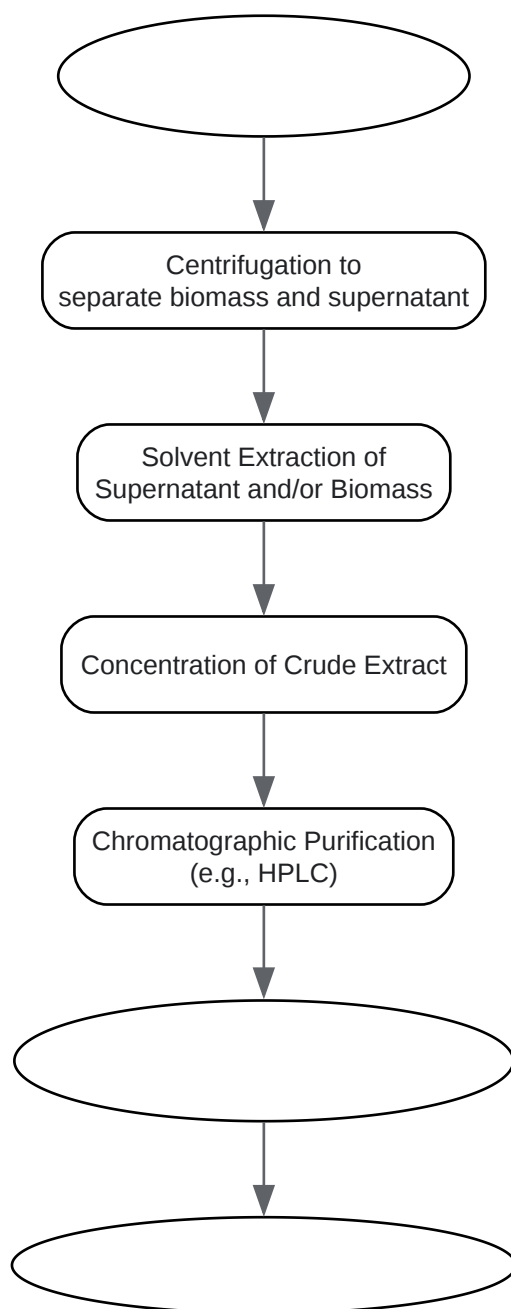 Centrifugation to
separate biomass and supernatant
Solvent Extraction of
Supernatant and/or Biomass
Concentration of Crude Extract
Chromatographic Purification
(e.g., HPLC)